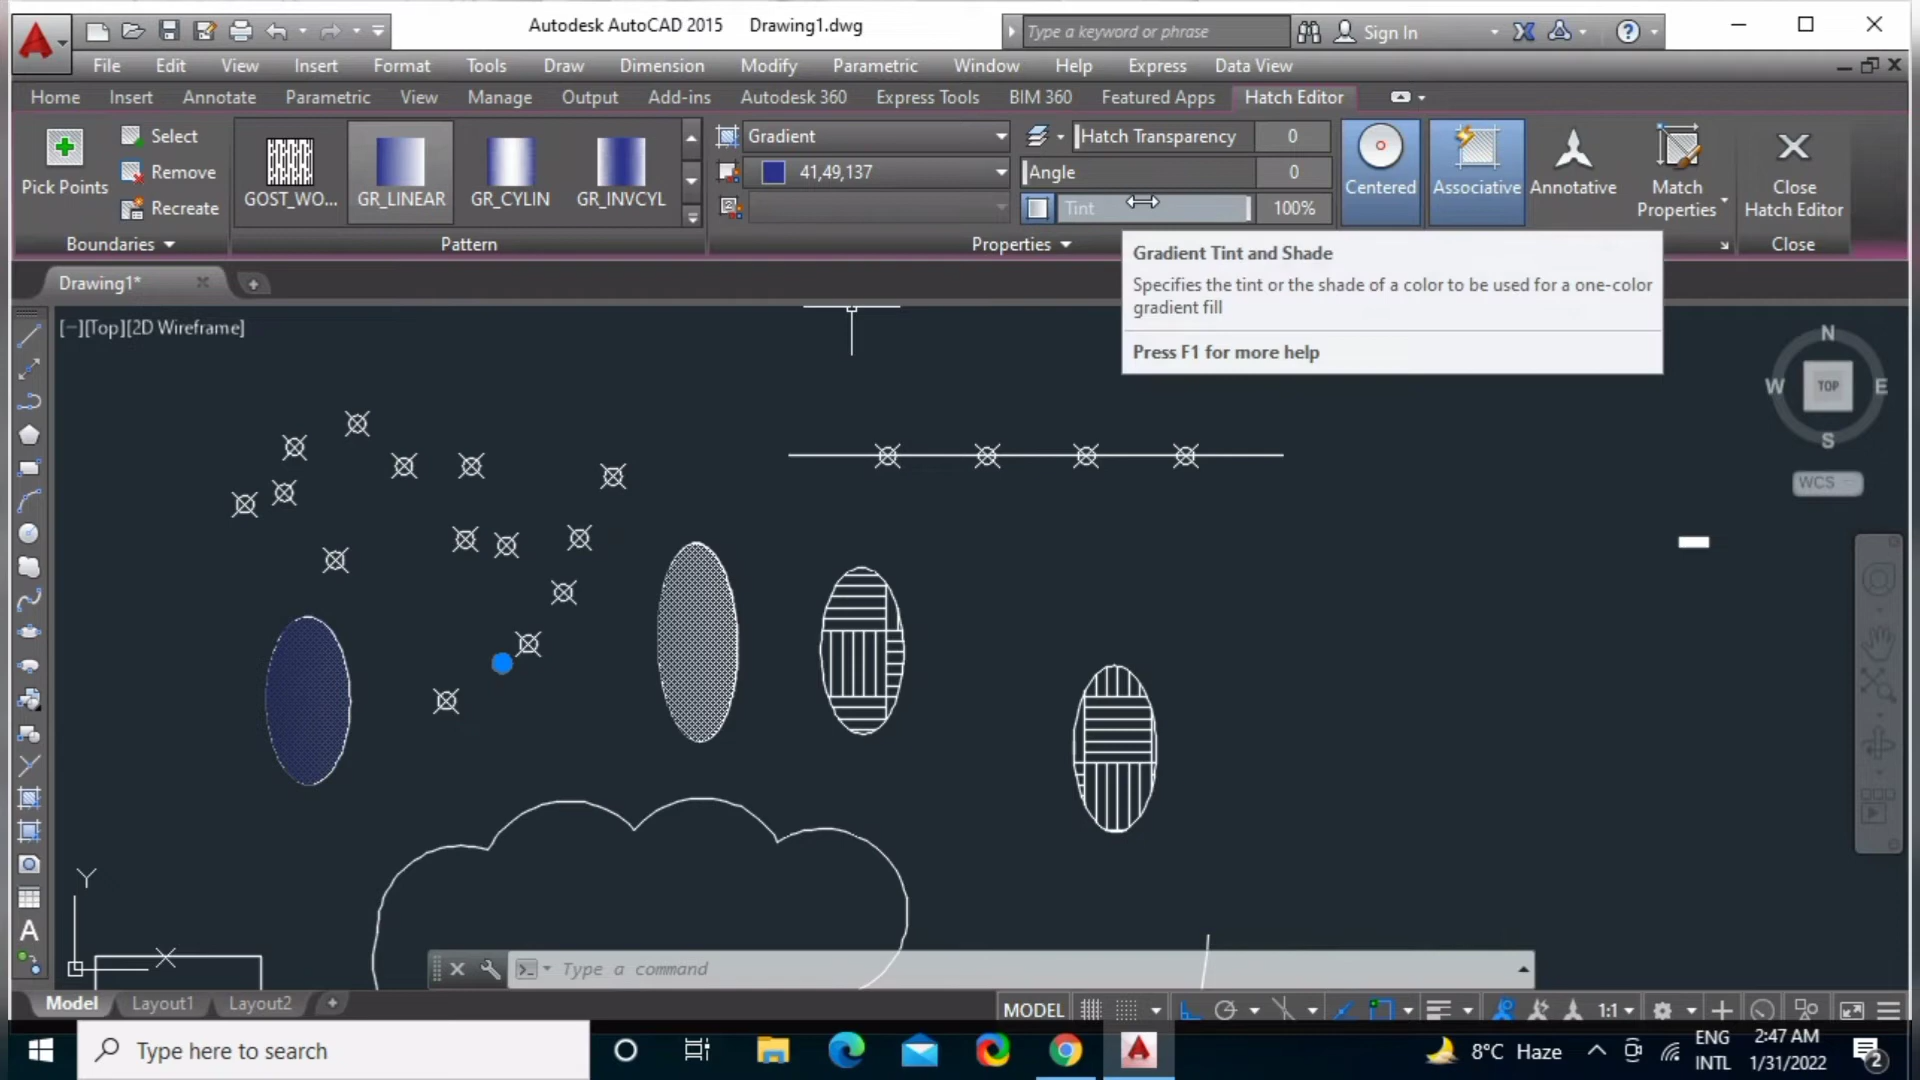 Autodesk AutoCAD 2015 Drawing1.dwg
Type a keyword or phrase
Sign In
File Edit View Insert Format Tools Draw Dimension Modify Parametric Window Help Express Data View
Home Insert Annotate Parametric View Manage Output Add-ins Autodesk 360 Express Tools BIM 360 Featured Apps Hatch Editor
Pick Points
Select
Remove
Recreate
Boundaries
GOST_WO...
GR_LINEAR
GR_CYLIN
GR_INVCYL
Pattern
Gradient
41,49,137
Hatch Transparency 0
Angle 0
Tint 100%
Properties
Centered
Associative
Annotative
Match
Properties
Close
Hatch Editor
Close
Gradient Tint and Shade
Specifies the tint or the shade of a color to be used for a one-color
gradient fill
Press F1 for more help
Drawing1*
[−][Top][2D Wireframe]
N
W TOP E
S
WCS
Y
X
A
Type a command
Model Layout1 Layout2
MODEL
1:1
Type here to search
8°C Haze
ENG
INTL
2:47 AM
1/31/2022
2